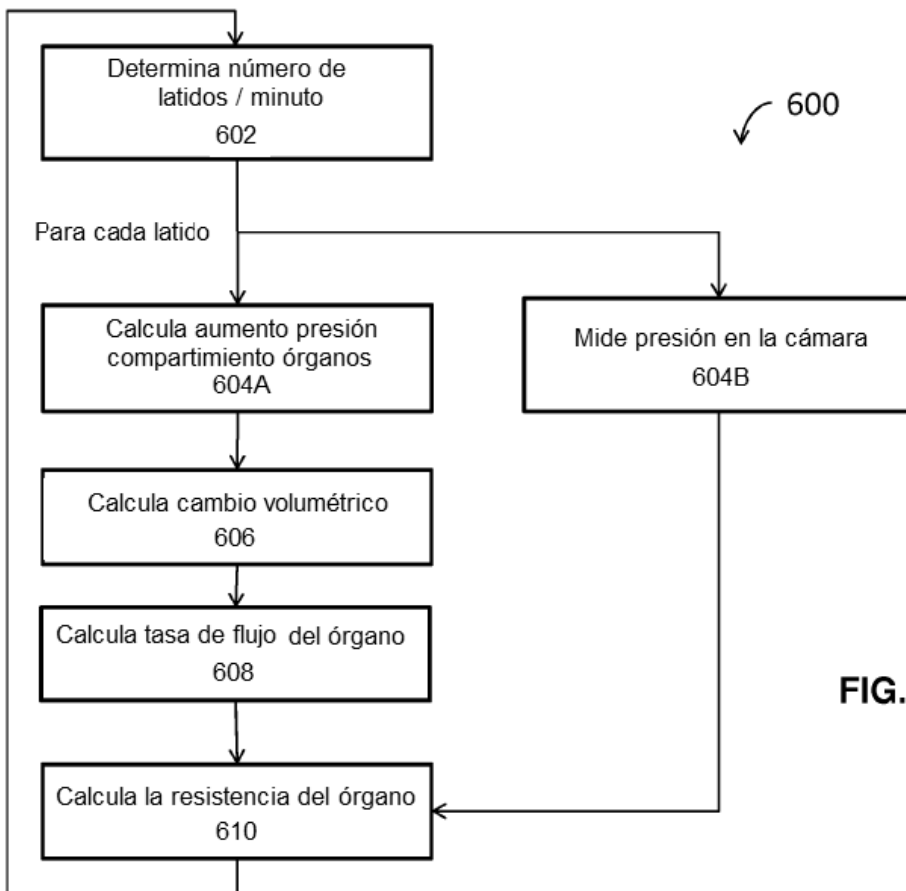 Determina número de
latidos / minuto
602
600
Para cada latido
Calcula aumento presión
compartimiento órganos
604A
Mide presión en la cámara
604B
Calcula cambio volumétrico
606
Calcula tasa de flujo del órgano
608
FIG.
Calcula la resistencia del órgano
610